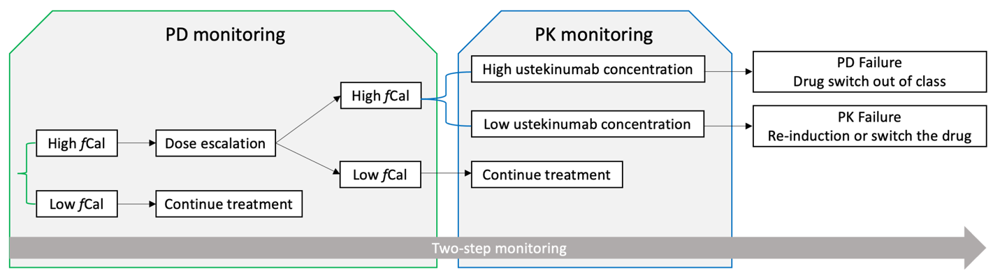 PD monitoring
High fCal
Low fCal
Dose escalation
Continue treatment
High fCal
Low fCal
PK monitoring
High ustekinumab concentration
Low ustekinumab concentration
Continue treatment
PD Failure
Drug switch out of class
PK Failure
Re-induction or switch the drug
Two-step monitoring